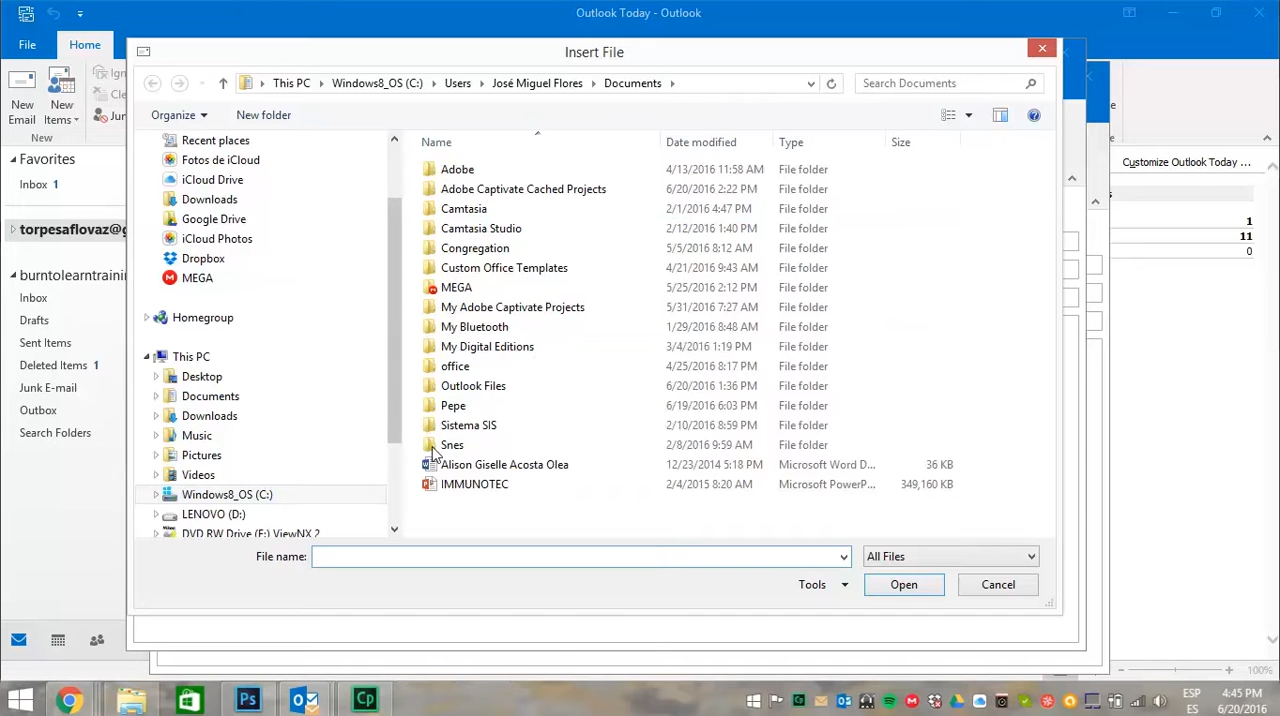 Outlook Today - Outlook
File
Home
Insert File
This PC
Windows8_OS (C:)
Users
José Miguel Flores
Documents
Search Documents
Organize
New folder
New Email
New Items
New
Favorites
Inbox 1
torpesaflovaz@g
burntolearntrainin
Inbox
Drafts
Sent Items
Deleted Items 1
Junk E-mail
Outbox
Search Folders
Recent places
Fotos de iCloud
iCloud Drive
Downloads
Google Drive
iCloud Photos
Dropbox
MEGA
Homegroup
This PC
Desktop
Documents
Downloads
Music
Pictures
Videos
Windows8_OS (C:)
LENOVO (D:)
DVD RW Drive (E:) ViewNX 2
Name Date modified Type Size
Adobe 4/13/2016 11:58 AM File folder
Adobe Captivate Cached Projects 6/20/2016 2:22 PM File folder
Camtasia 2/1/2016 4:47 PM File folder
Camtasia Studio 2/12/2016 1:40 PM File folder
Congregation 5/5/2016 8:12 AM File folder
Custom Office Templates 4/21/2016 9:43 AM File folder
MEGA 5/25/2016 2:12 PM File folder
My Adobe Captivate Projects 5/31/2016 7:27 AM File folder
My Bluetooth 1/29/2016 8:48 AM File folder
My Digital Editions 3/4/2016 1:19 PM File folder
office 4/25/2016 8:17 PM File folder
Outlook Files 6/20/2016 1:36 PM File folder
Pepe 6/19/2016 6:03 PM File folder
Sistema SIS 2/10/2016 8:59 PM File folder
Snes 2/8/2016 9:59 AM File folder
Alison Giselle Acosta Olea 12/23/2014 5:18 PM Microsoft Word D... 36 KB
IMMUNOTEC 2/4/2015 8:20 AM Microsoft PowerP... 349,160 KB
Customize Outlook Today ...
1
11
0
File name:
All Files
Tools
Open
Cancel
100%
ESP
ES
4:45 PM
6/20/2016